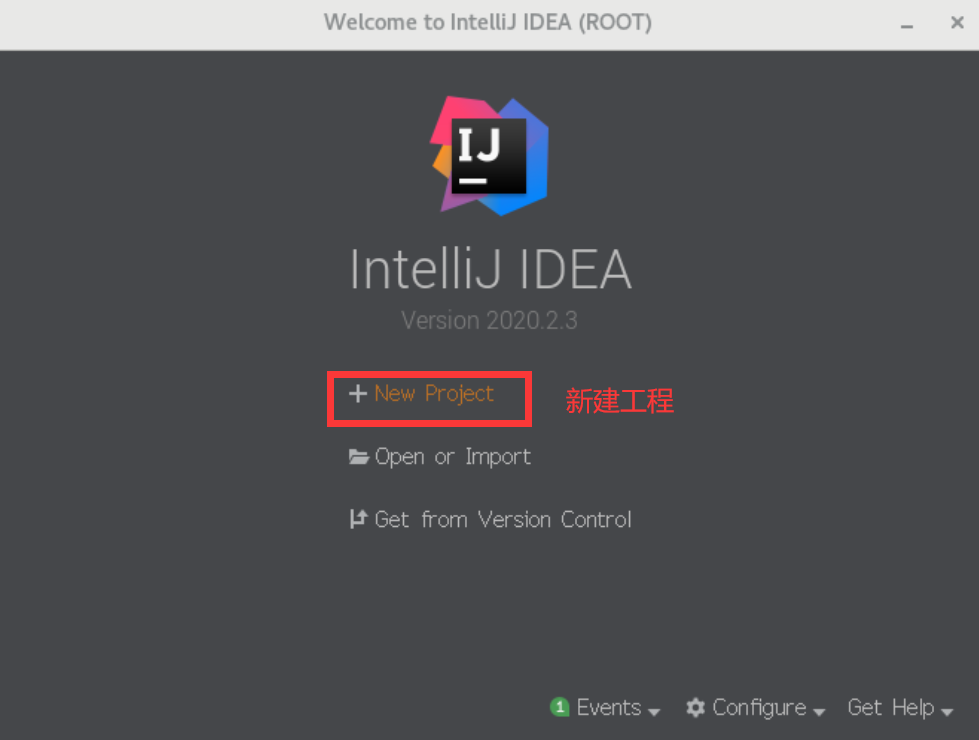 Welcome to IntelliJ IDEA (ROOT)
IJ
IntelliJ IDEA
Version 2020.2.3
New Project
新建工程
Open or Import
Get from Version Control
1 Events
Configure
Get Help